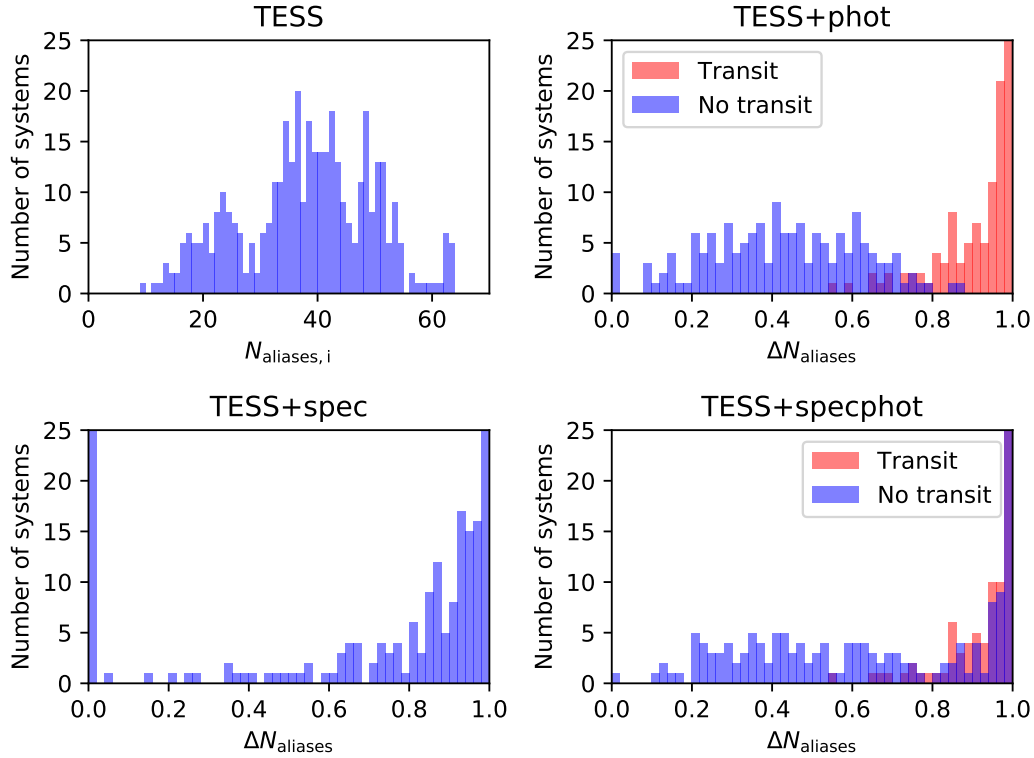 TESS
Number of systems
25
20
15
10
5
0
0 20 40 60
N_aliases, i
TESS+phot
Number of systems
25
20
15
10
5
0
Transit
No transit
0.0 0.2 0.4 0.6 0.8 1.0
ΔN_aliases
TESS+spec
Number of systems
25
20
15
10
5
0
0.0 0.2 0.4 0.6 0.8 1.0
ΔN_aliases
TESS+specphot
Number of systems
25
20
15
10
5
0
Transit
No transit
0.0 0.2 0.4 0.6 0.8 1.0
ΔN_aliases